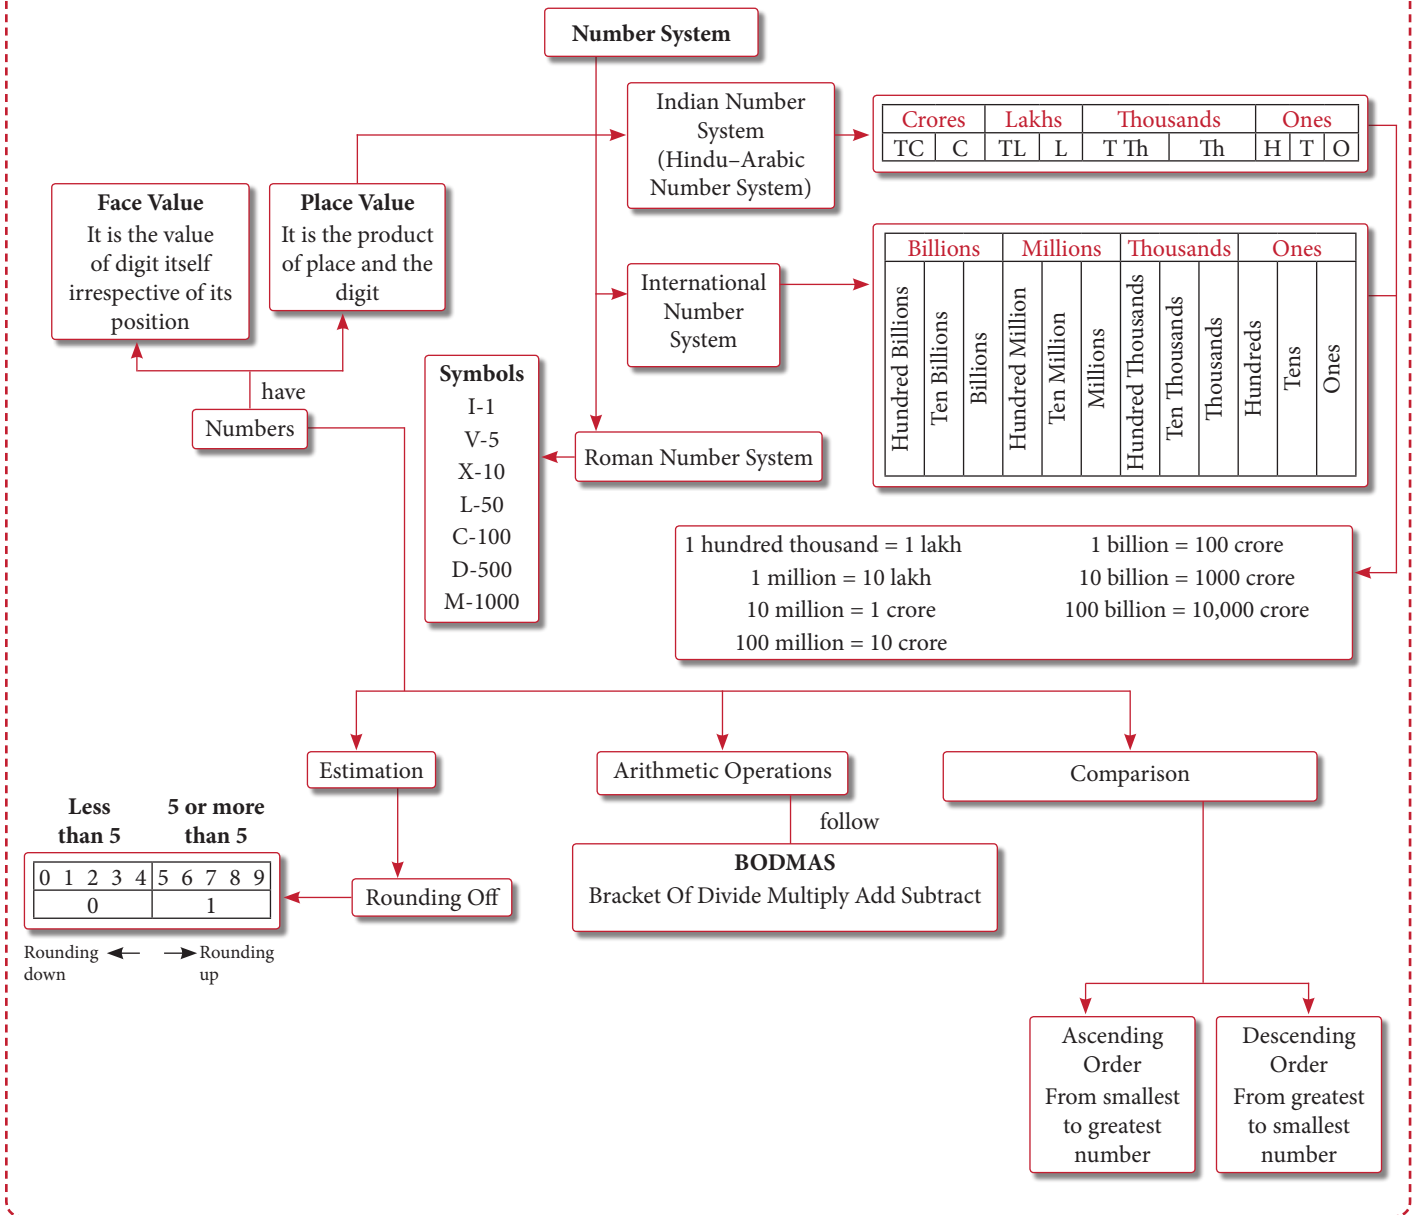 Number System
Indian Number
System
(Hindu–Arabic
Number System)
Crores Lakhs Thousands Ones
TC C TL L T Th Th H T O
Face Value
It is the value
of digit itself
irrespective of its
position
Place Value
It is the product
of place and the
digit
International
Number
System
Billions Millions Thousands Ones
Hundred Billions
Ten Billions
Billions
Hundred Million
Ten Million
Millions
Hundred Thousands
Ten Thousands
Thousands
Hundreds
Tens
Ones
have
Numbers
Symbols
I-1
V-5
X-10
L-50
C-100
D-500
M-1000
Roman Number System
1 hundred thousand = 1 lakh
1 million = 10 lakh
10 million = 1 crore
100 million = 10 crore
1 billion = 100 crore
10 billion = 1000 crore
100 billion = 10,000 crore
Estimation
Arithmetic Operations
Comparison
follow
Less
than 5
5 or more
than 5
0 1 2 3 4 5 6 7 8 9
0 1
Rounding
down
Rounding
up
Rounding Off
BODMAS
Bracket Of Divide Multiply Add Subtract
Ascending
Order
From smallest
to greatest
number
Descending
Order
From greatest
to smallest
number